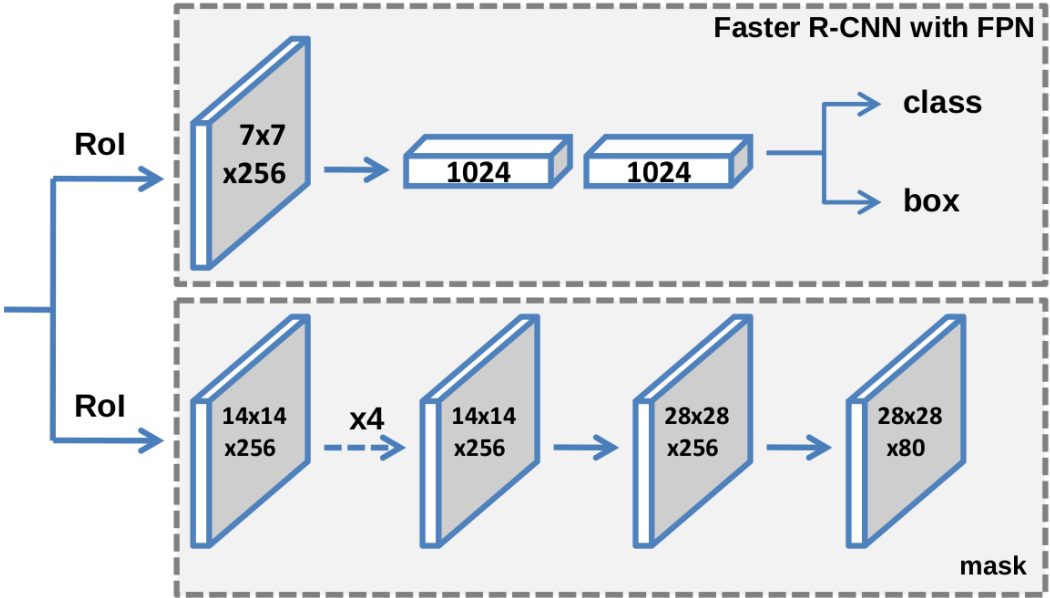 Faster R-CNN with FPN
RoI
7x7
x256
1024
1024
class
box
RoI
14x14
x256
x4
14x14
x256
28x28
x256
28x28
x80
mask